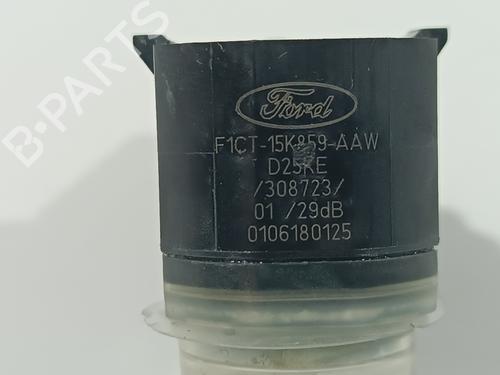 B-PARTS
Ford
F1CT-15K859-AAW
D25KE
/308723/
01 /29dB
0106180125